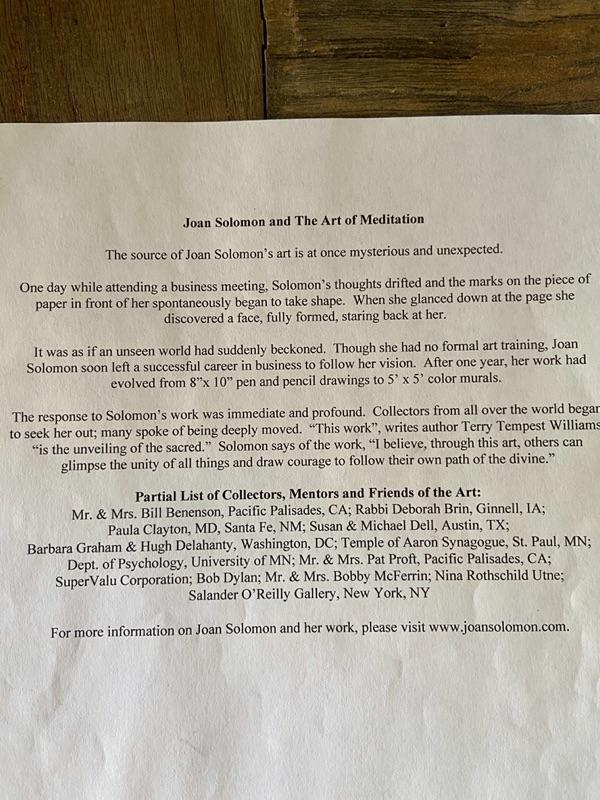 Joan Solomon and The Art of Meditation
The source of Joan Solomon's art is at once mysterious and unexpected.
One day while attending a business meeting, Solomon's thoughts drifted and the marks on the piece of
paper in front of her spontaneously began to take shape. When she glanced down at the page she
discovered a face, fully formed, staring back at her.
It was as if an unseen world had suddenly beckoned. Though she had no formal art training, Joan
Solomon soon left a successful career in business to follow her vision. After one year, her work had
evolved from 8"x 10" pen and pencil drawings to 5' x 5' color murals.
The response to Solomon's work was immediate and profound. Collectors from all over the world began
to seek her out; many spoke of being deeply moved. "This work", writes author Terry Tempest Williams
"is the unveiling of the sacred." Solomon says of the work, "I believe, through this art, others can
glimpse the unity of all things and draw courage to follow their own path of the divine."
Partial List of Collectors, Mentors and Friends of the Art:
Mr. & Mrs. Bill Benenson, Pacific Palisades, CA; Rabbi Deborah Brin, Ginnell, IA;
Paula Clayton, MD, Santa Fe, NM; Susan & Michael Dell, Austin, TX;
Barbara Graham & Hugh Delahanty, Washington, DC; Temple of Aaron Synagogue, St. Paul, MN;
Dept. of Psychology, University of MN; Mr. & Mrs. Pat Proft, Pacific Palisades, CA;
SuperValu Corporation; Bob Dylan; Mr. & Mrs. Bobby McFerrin; Nina Rothschild Utne;
Salander O'Reilly Gallery, New York, NY
For more information on Joan Solomon and her work, please visit www.joansolomon.com.